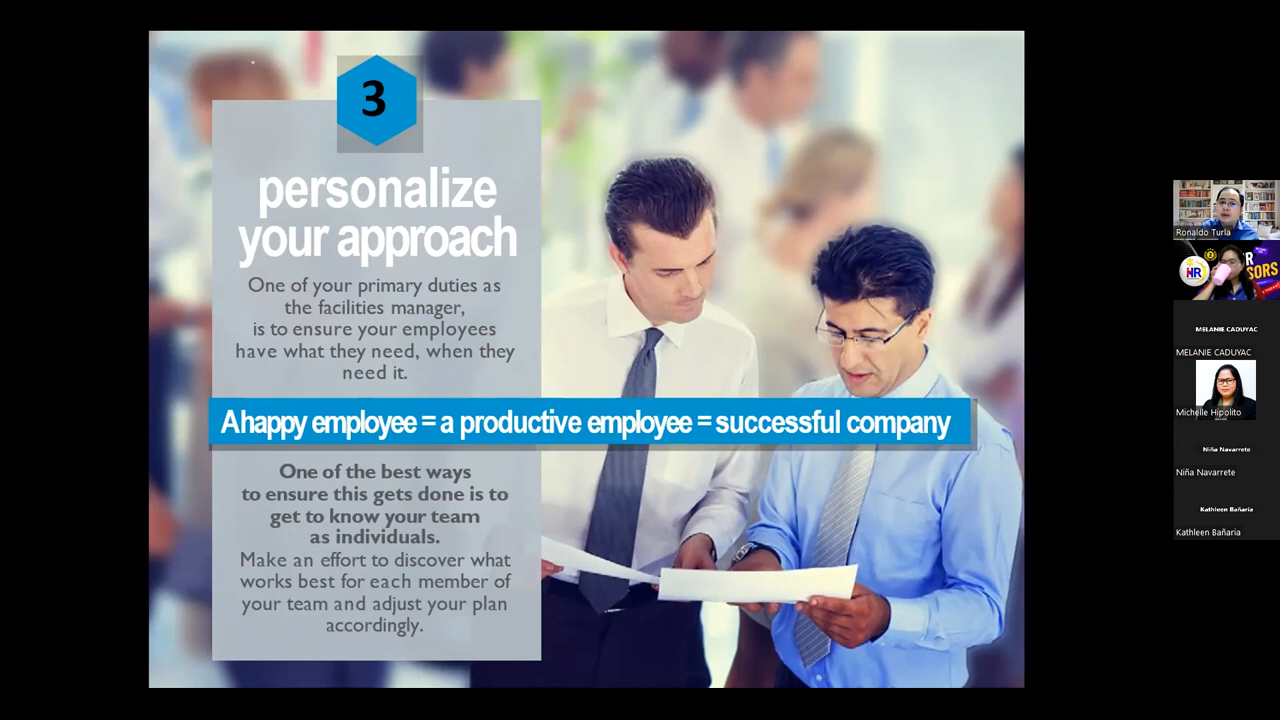 3
personalize
your approach
One of your primary duties as
the facilities manager,
is to ensure your employees
have what they need, when they
need it.
Ahappy employee = a productive employee = successful company
One of the best ways
to ensure this gets done is to
get to know your team
as individuals.
Make an effort to discover what
works best for each member of
your team and adjust your plan
accordingly.
Ronaldo Turla
HR
R
SORS
MELANIE CADUYAC
MELANIE CADUYAC
Michelle Hipolito
Niña Navarrete
Niña Navarrete
Kathleen Bañaria
Kathleen Bañaria